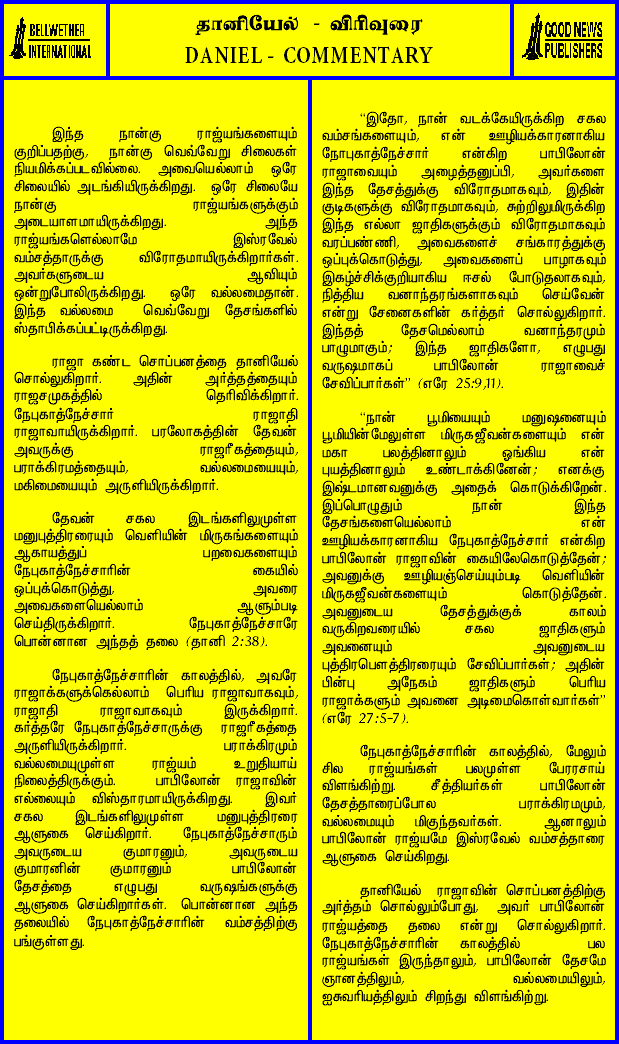 BELLWETHER
INTERNATIONAL
தானியேல் - விரிவுரை
DANIEL - COMMENTARY
GOOD NEWS
PUBLISHERS
இந்த நான்கு ராஜ்யங்களையும்
குறிப்பதற்கு, நான்கு வெவ்வேறு சிலைகள்
நியமிக்கப்படவில்லை. அவையெல்லாம் ஒரே
சிலையில் அடங்கியிருக்கிறது. ஒரே சிலையே
நான்கு ராஜ்யங்களுக்கும்
அடையாளமாயிருக்கிறது. அந்த
ராஜ்யங்களெல்லாமே இஸ்ரவேல்
வம்சத்தாருக்கு விரோதமாயிருக்கிறார்கள்.
அவர்களுடைய ஆவியும்
ஒன்றுபோலிருக்கிறது. ஒரே வல்லமைதான்.
இந்த வல்லமை வெவ்வேறு தேசங்களில்
ஸ்தாபிக்கப்பட்டிருக்கிறது.
ராஜா கண்ட சொப்பனத்தை தானியேல்
சொல்லுகிறார். அதின் அர்த்தத்தையும்
ராஜசமுகத்தில் தெரிவிக்கிறார்.
நேபுகாத்நேச்சார் ராஜாதி
ராஜாவாயிருக்கிறார். பரலோகத்தின் தேவன்
அவருக்கு ராஜரீகத்தையும்,
பராக்கிரமத்தையும், வல்லமையையும்,
மகிமையையும் அருளியிருக்கிறார்.
தேவன் சகல இடங்களிலுமுள்ள
மனுபுத்திரரையும் வெளியின் மிருகங்களையும்
ஆகாயத்துப் பறவைகளையும்
நேபுகாத்நேச்சாரின் கையில்
ஒப்புக்கொடுத்து, அவரை
அவைகளையெல்லாம் ஆளும்படி
செய்திருக்கிறார். நேபுகாத்நேச்சாரே
பொன்னான அந்தத் தலை (தானி 2:38).
நேபுகாத்நேச்சாரின் காலத்தில், அவரே
ராஜாக்களுக்கெல்லாம் பெரிய ராஜாவாகவும்,
ராஜாதி ராஜாவாகவும் இருக்கிறார்.
கர்த்தரே நேபுகாத்நேச்சாருக்கு ராஜரீகத்தை
அருளியிருக்கிறார். பராக்கிரமும்
வல்லமையுமுள்ள ராஜ்யம் உறுதியாய்
நிலைத்திருக்கும். பாபிலோன் ராஜாவின்
எல்லையும் விஸ்தாரமாயிருக்கிறது. இவர்
சகல இடங்களிலுமுள்ள மனுபுத்திரரை
ஆளுகை செய்கிறார். நேபுகாத்நேச்சாரும்
அவருடைய குமாரனும், அவருடைய
குமாரனின் குமாரனும் பாபிலோன்
தேசத்தை எழுபது வருஷங்களுக்கு
ஆளுகை செய்கிறார்கள். பொன்னான அந்த
தலையில் நேபுகாத்நேச்சாரின் வம்சத்திற்கு
பங்குள்ளது.
“இதோ, நான் வடக்கேயிருக்கிற சகல
வம்சங்களையும், என் ஊழியக்காரனாகிய
நேபுகாத்நேச்சார் என்கிற பாபிலோன்
ராஜாவையும் அழைத்தனுப்பி, அவர்களை
இந்த தேசத்துக்கு விரோதமாகவும், இதின்
குடிகளுக்கு விரோதமாகவும், சுற்றிலுமிருக்கிற
இந்த எல்லா ஜாதிகளுக்கும் விரோதமாகவும்
வரப்பண்ணி, அவைகளைச் சங்காரத்துக்கு
ஒப்புக்கொடுத்து, அவைகளைப் பாழாகவும்
இகழ்ச்சிக்குறியாகிய ஈசல் போடுதலாகவும்,
நித்திய வனாந்தரங்களாகவும் செய்வேன்
என்று சேனைகளின் கர்த்தர் சொல்லுகிறார்.
இந்தத் தேசமெல்லாம் வனாந்தரமும்
பாழுமாகும்; இந்த ஜாதிகளோ, எழுபது
வருஷமாகப் பாபிலோன் ராஜாவைச்
சேவிப்பார்கள்” (எரே 25:9,11).
“நான் பூமியையும் மனுஷனையும்
பூமியின்மேலுள்ள மிருகஜீவன்களையும் என்
மகா பலத்தினாலும் ஓங்கிய என்
புயத்தினாலும் உண்டாக்கினேன்; எனக்கு
இஷ்டமானவனுக்கு அதைக் கொடுக்கிறேன்.
இப்பொழுதும் நான் இந்த
தேசங்களையெல்லாம் என்
ஊழியக்காரனாகிய நேபுகாத்நேச்சார் என்கிற
பாபிலோன் ராஜாவின் கையிலேகொடுத்தேன்;
அவனுக்கு ஊழியஞ்செய்யும்படி வெளியின்
மிருகஜீவன்களையும் கொடுத்தேன்.
அவனுடைய தேசத்துக்குக் காலம்
வருகிறவரையில் சகல ஜாதிகளும்
அவனையும் அவனுடைய
புத்திரபௌத்திரரையும் சேவிப்பார்கள்; அதின்
பின்பு அநேகம் ஜாதிகளும் பெரிய
ராஜாக்களும் அவனை அடிமைகொள்வார்கள்”
(எரே 27:5-7).
நேபுகாத்நேச்சாரின் காலத்தில், மேலும்
சில ராஜ்யங்கள் பலமுள்ள பேரரசாய்
விளங்கிற்று. சீத்தியர்கள் பாபிலோன்
தேசத்தாரைப்போல பராக்கிரமமும்,
வல்லமையும் மிகுந்தவர்கள். ஆனாலும்
பாபிலோன் ராஜ்யமே இஸ்ரவேல் வம்சத்தாரை
ஆளுகை செய்கிறது.
தானியேல் ராஜாவின் சொப்பனத்திற்கு
அர்த்தம் சொல்லும்போது, அவர் பாபிலோன்
ராஜ்யத்தை தலை என்று சொல்லுகிறார்.
நேபுகாத்நேச்சாரின் காலத்தில் பல
ராஜ்யங்கள் இருந்தாலும், பாபிலோன் தேசமே
ஞானத்திலும், வல்லமையிலும்,
ஐசுவரியத்திலும் சிறந்து விளங்கிற்று.